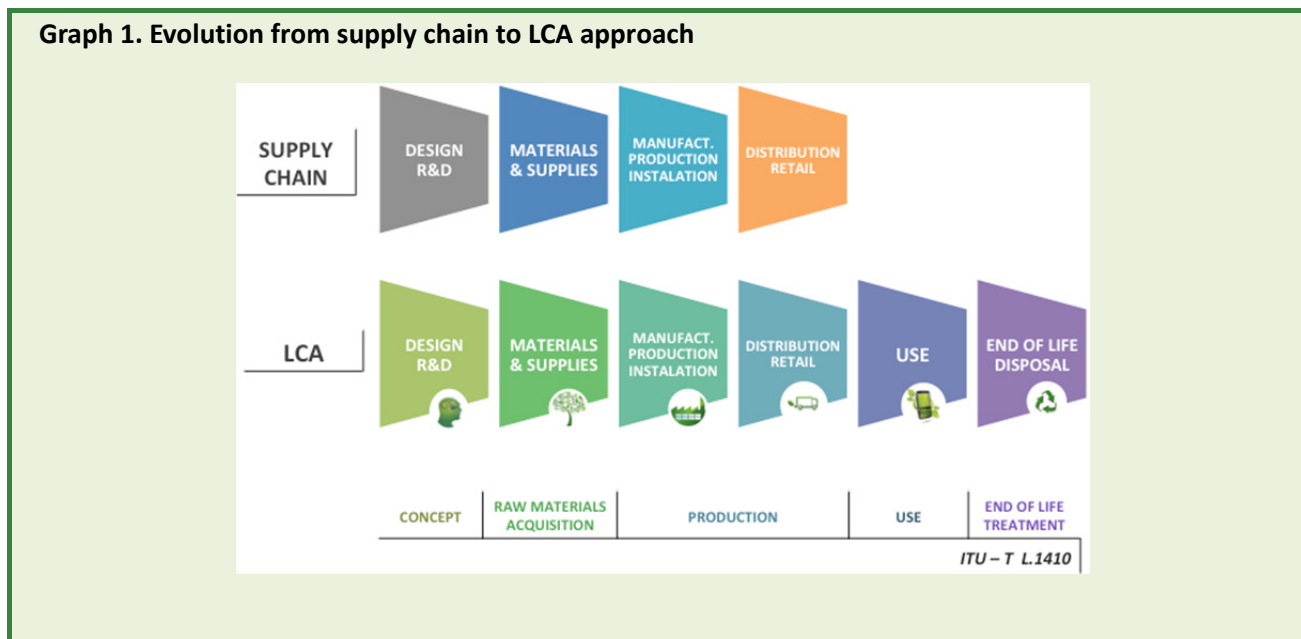 Graph 1. Evolution from supply chain to LCA approach
SUPPLY
CHAIN
DESIGN
R&D
MATERIALS
& SUPPLIES
MANUFACT.
PRODUCTION
INSTALATION
DISTRIBUTION
RETAIL
LCA
DESIGN
R&D
MATERIALS
& SUPPLIES
MANUFACT.
PRODUCTION
INSTALATION
DISTRIBUTION
RETAIL
USE
END OF LIFE
DISPOSAL
CONCEPT
RAW MATERIALS
ACQUISITION
PRODUCTION
USE
END OF LIFE
TREATMENT
ITU – T L.1410